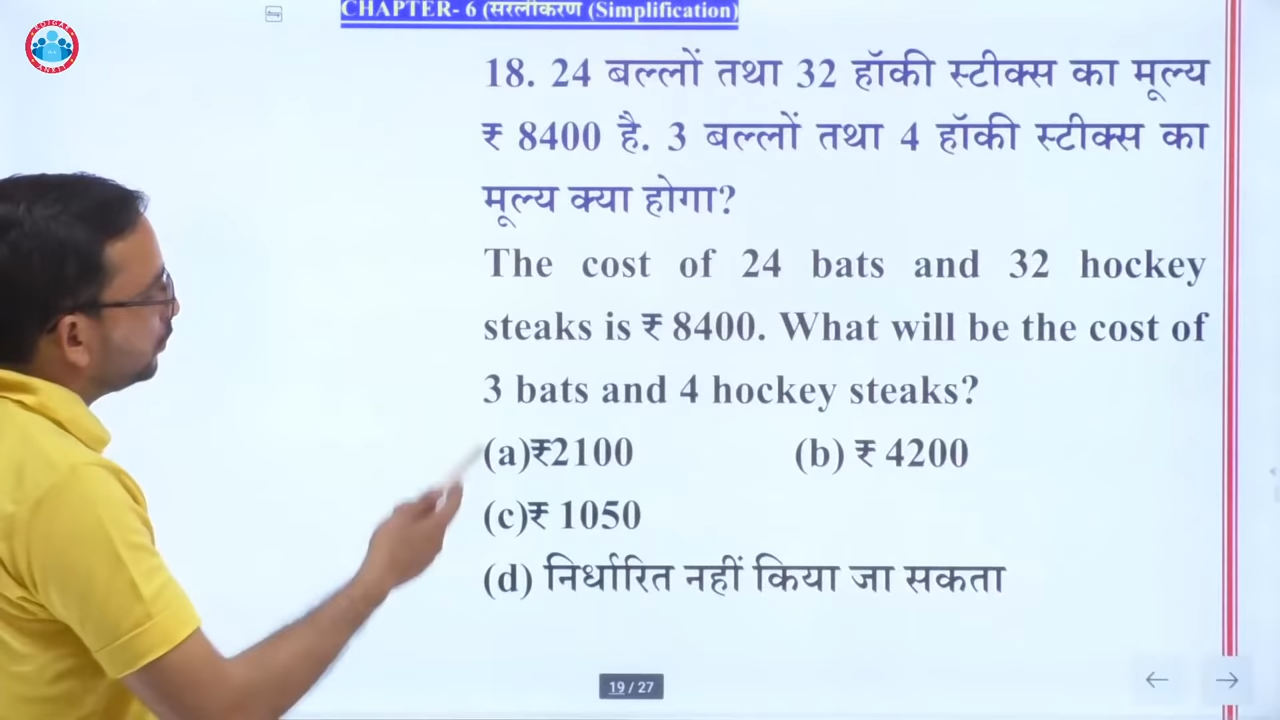 CHAPTER- 6 (सरलीकरण (Simplification)
18. 24 बल्लों तथा 32 हॉकी स्टीक्स का मूल्य
₹ 8400 है. 3 बल्लों तथा 4 हॉकी स्टीक्स का
मूल्य क्या होगा?
The cost of 24 bats and 32 hockey
steaks is ₹ 8400. What will be the cost of
3 bats and 4 hockey steaks?
(a)₹2100 (b) ₹ 4200
(c)₹ 1050
(d) निर्धारित नहीं किया जा सकता
19 / 27
ROJGAR
ANKIT